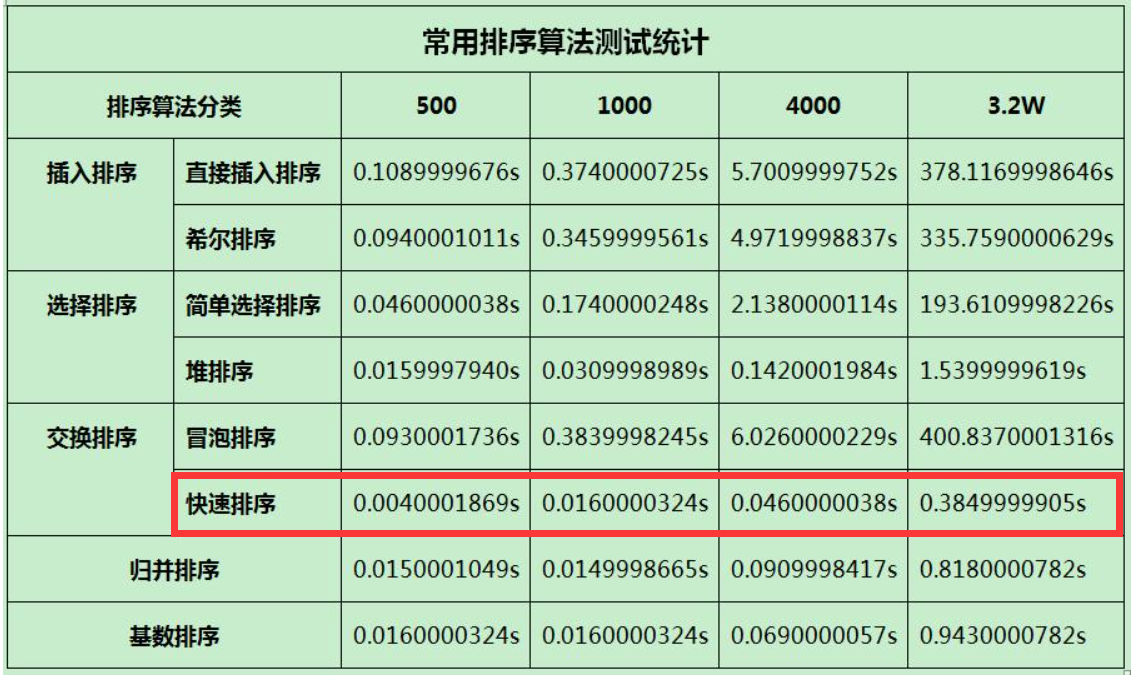 常用排序算法测试统计
排序算法分类 500 1000 4000 3.2W
插入排序 直接插入排序 0.1089999676s 0.3740000725s 5.7009999752s 378.1169998646s
希尔排序 0.0940001011s 0.3459999561s 4.9719998837s 335.7590000629s
选择排序 简单选择排序 0.0460000038s 0.1740000248s 2.1380000114s 193.6109998226s
堆排序 0.0159997940s 0.0309998989s 0.1420001984s 1.5399999619s
交换排序 冒泡排序 0.0930001736s 0.3839998245s 6.0260000229s 400.8370001316s
快速排序 0.0040001869s 0.0160000324s 0.0460000038s 0.3849999905s
归并排序 0.0150001049s 0.0149998665s 0.0909998417s 0.8180000782s
基数排序 0.0160000324s 0.0160000324s 0.0690000057s 0.9430000782s